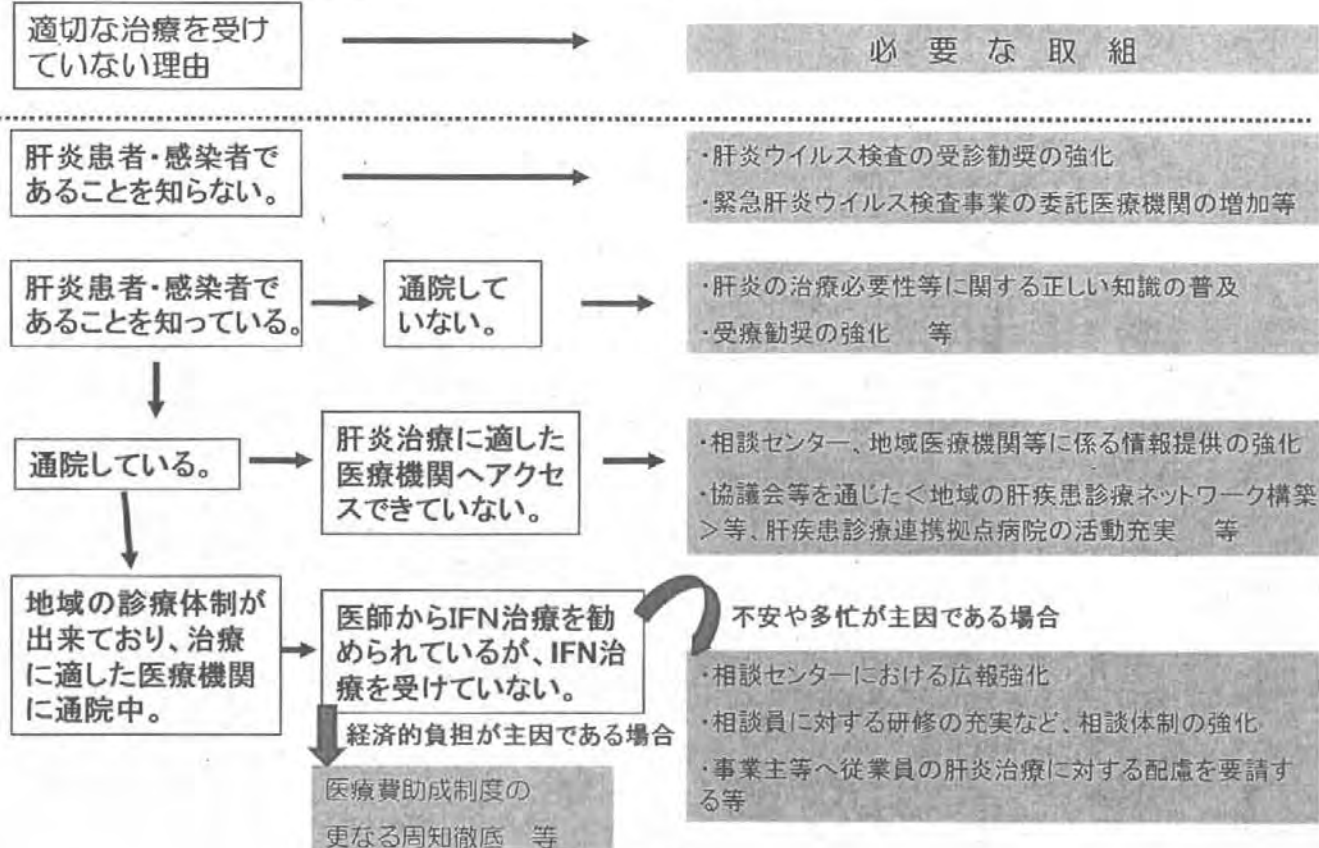 適切な治療を受け
ていない理由
必要な取組
肝炎患者・感染者で
あることを知らない。
・肝炎ウイルス検査の受診勧奨の強化
・緊急肝炎ウイルス検査事業の委託医療機関の増加等
肝炎患者・感染者で
あることを知っている。
通院して
いない。
・肝炎の治療必要性等に関する正しい知識の普及
・受療勧奨の強化　等
通院している。
肝炎治療に適した
医療機関へアクセ
スできていない。
・相談センター、地域医療機関等に係る情報提供の強化
・協議会等を通じた＜地域の肝疾患診療ネットワーク構築
＞等、肝疾患診療連携拠点病院の活動充実　等
地域の診療体制が
出来ており、治療
に適した医療機関
に通院中。
医師からIFN治療を勧
められているが、IFN治
療を受けていない。
不安や多忙が主因である場合
・相談センターにおける広報強化
・相談員に対する研修の充実など、相談体制の強化
・事業主等へ従業員の肝炎治療に対する配慮を要請す
る等
経済的負担が主因である場合
医療費助成制度の
更なる周知徹底　等